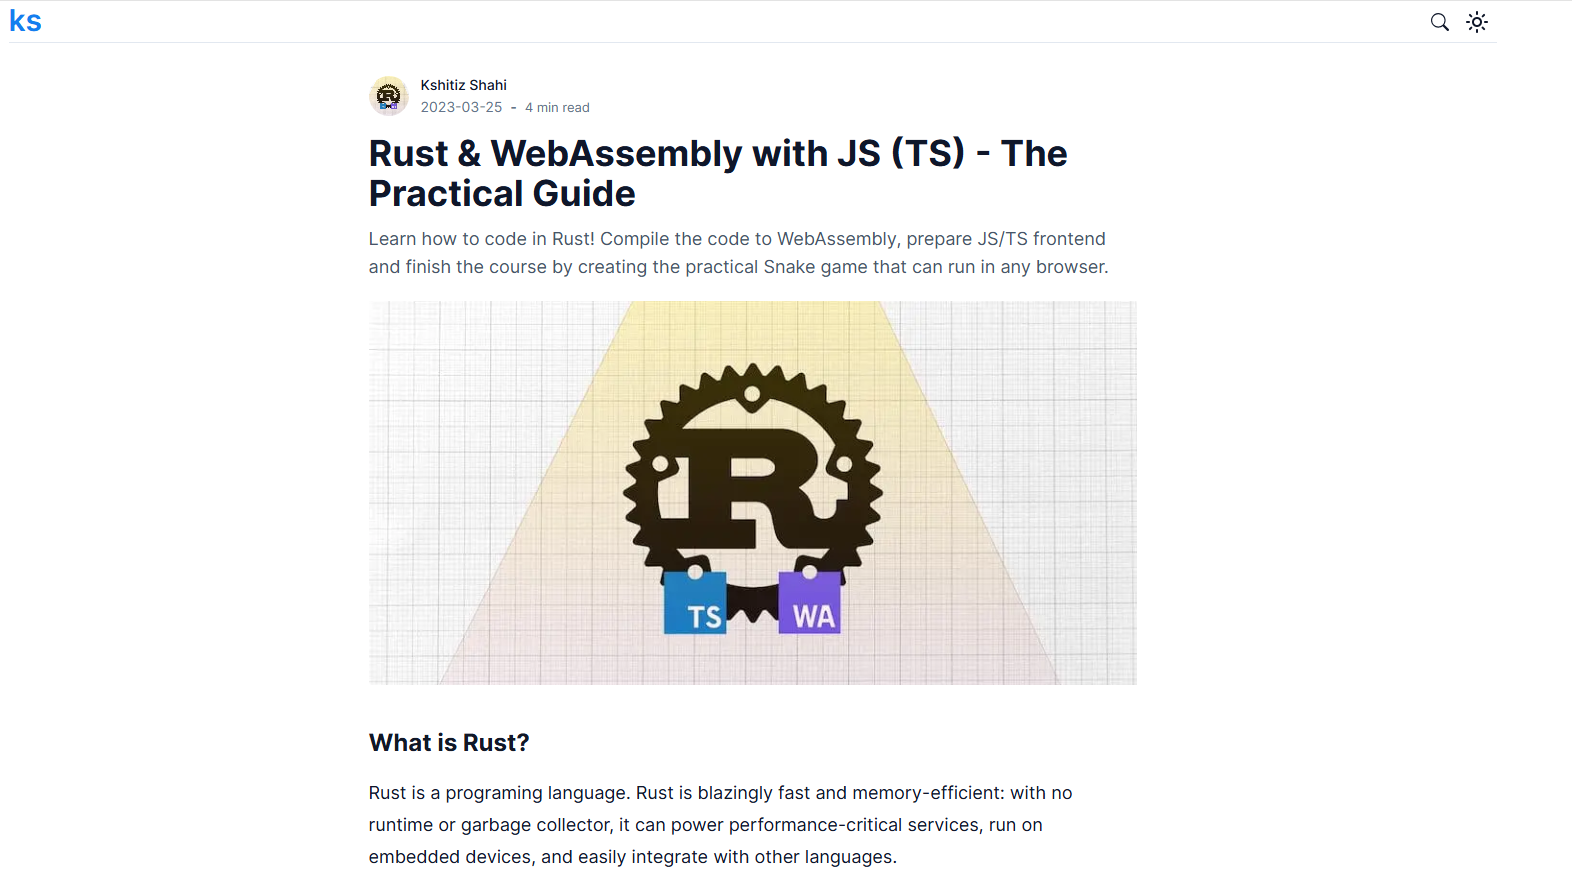 ks
Kshitiz Shahi
2023-03-25 - 4 min read
Rust & WebAssembly with JS (TS) - The
Practical Guide
Learn how to code in Rust! Compile the code to WebAssembly, prepare JS/TS frontend
and finish the course by creating the practical Snake game that can run in any browser.
R
TS WA
What is Rust?
Rust is a programing language. Rust is blazingly fast and memory-efficient: with no
runtime or garbage collector, it can power performance-critical services, run on
embedded devices, and easily integrate with other languages.